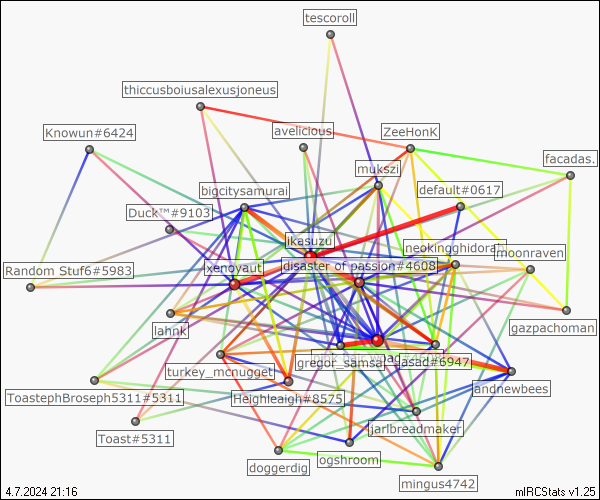 tescoroll
thiccusboiusalexusjoneus
Knowun#6424
avelicious
ZeeHonK
facadas.
mukszi
bigcitysamurai
default#0617
Duck™#9103
ikasuzu
neokingghidorah
moonraven
xenoyaut
disaster of passion#4608
Random Stuf6#5983
gazpachoman
lahnk
gregor_samsa
asad#6947
turkey_mcnugget
andnewbees
ToastephBroseph5311#5311
Heighleaigh#8575
jarlbreadmaker
Toast#5311
ogshroom
doggerdig
mingus4742
4.7.2024 21:16
mIRCStats v1.25